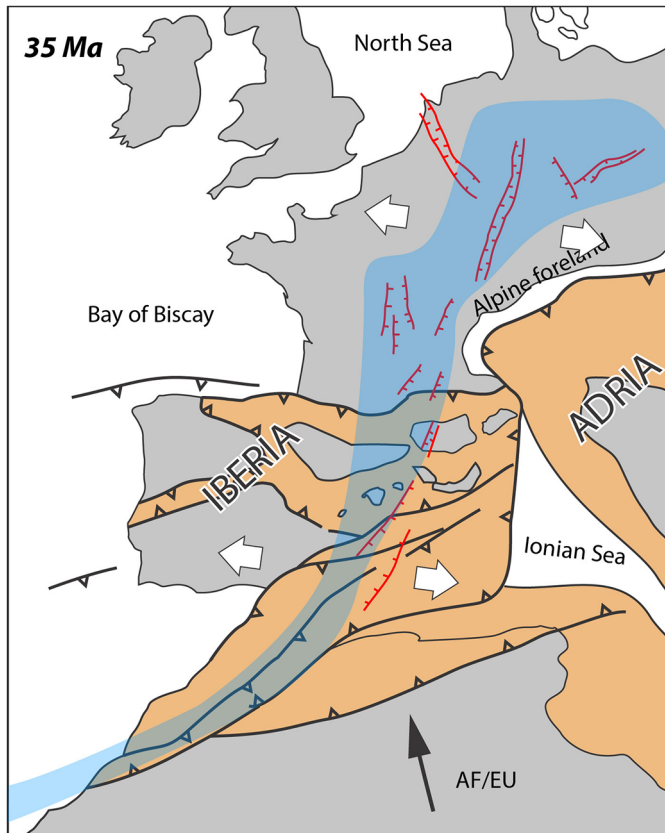 35 Ma
North Sea
Bay of Biscay
Alpine foreland
ADRIA
IBERIA
Ionian Sea
AF/EU